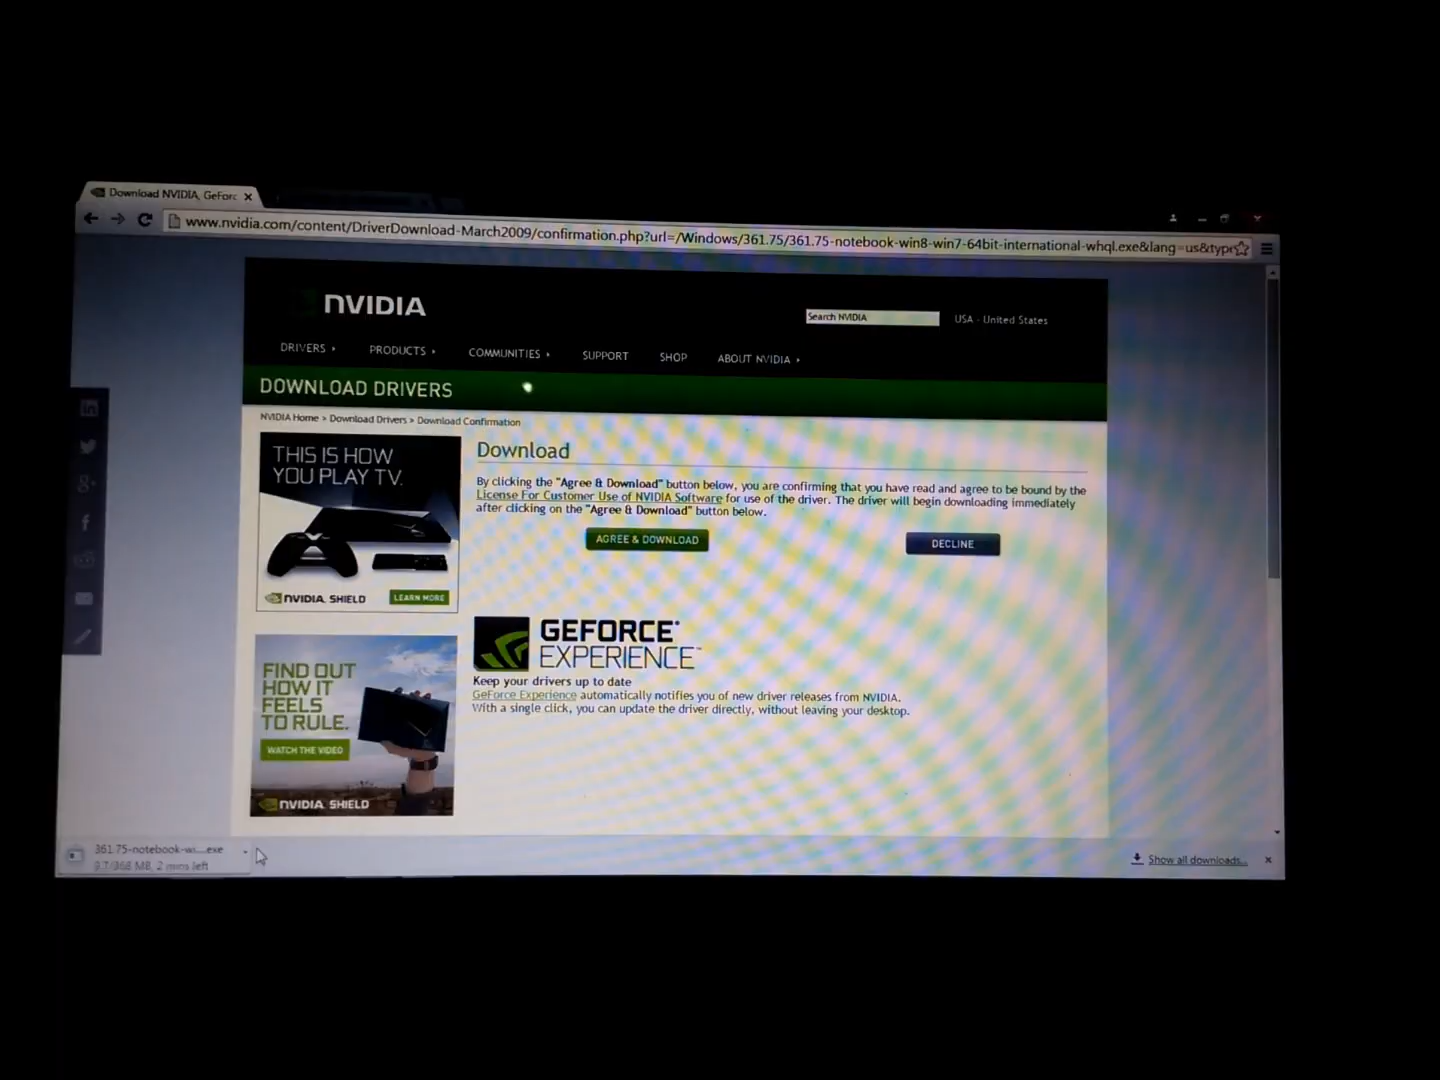 Download NVIDIA, GeForc
www.nvidia.com/content/DriverDownload-March2009/confirmation.php?url=/Windows/361.75/361.75-notebook-win8-win7-64bit-international-whql.exe&lang=us&typ
NVIDIA
Search NVIDIA
USA - United States
DRIVERS
PRODUCTS
COMMUNITIES
SUPPORT
SHOP
ABOUT NVIDIA
DOWNLOAD DRIVERS
NVIDIA Home > Download Drivers > Download Confirmation
THIS IS HOW
YOU PLAY TV.
NVIDIA. SHIELD
LEARN MORE
Download
By clicking the "Agree & Download" button below, you are confirming that you have read and agree to be bound by the
License For Customer Use of NVIDIA Software for use of the driver. The driver will begin downloading immediately
after clicking on the "Agree & Download" button below.
AGREE & DOWNLOAD
DECLINE
FIND OUT
HOW IT
FEELS
TO RULE.
WATCH THE VIDEO
NVIDIA. SHIELD
GEFORCE
EXPERIENCE™
Keep your drivers up to date
GeForce Experience automatically notifies you of new driver releases from NVIDIA.
With a single click, you can update the driver directly, without leaving your desktop.
361.75-notebook-wi....exe
9.7/368 MB, 2 mins left
Show all downloads...